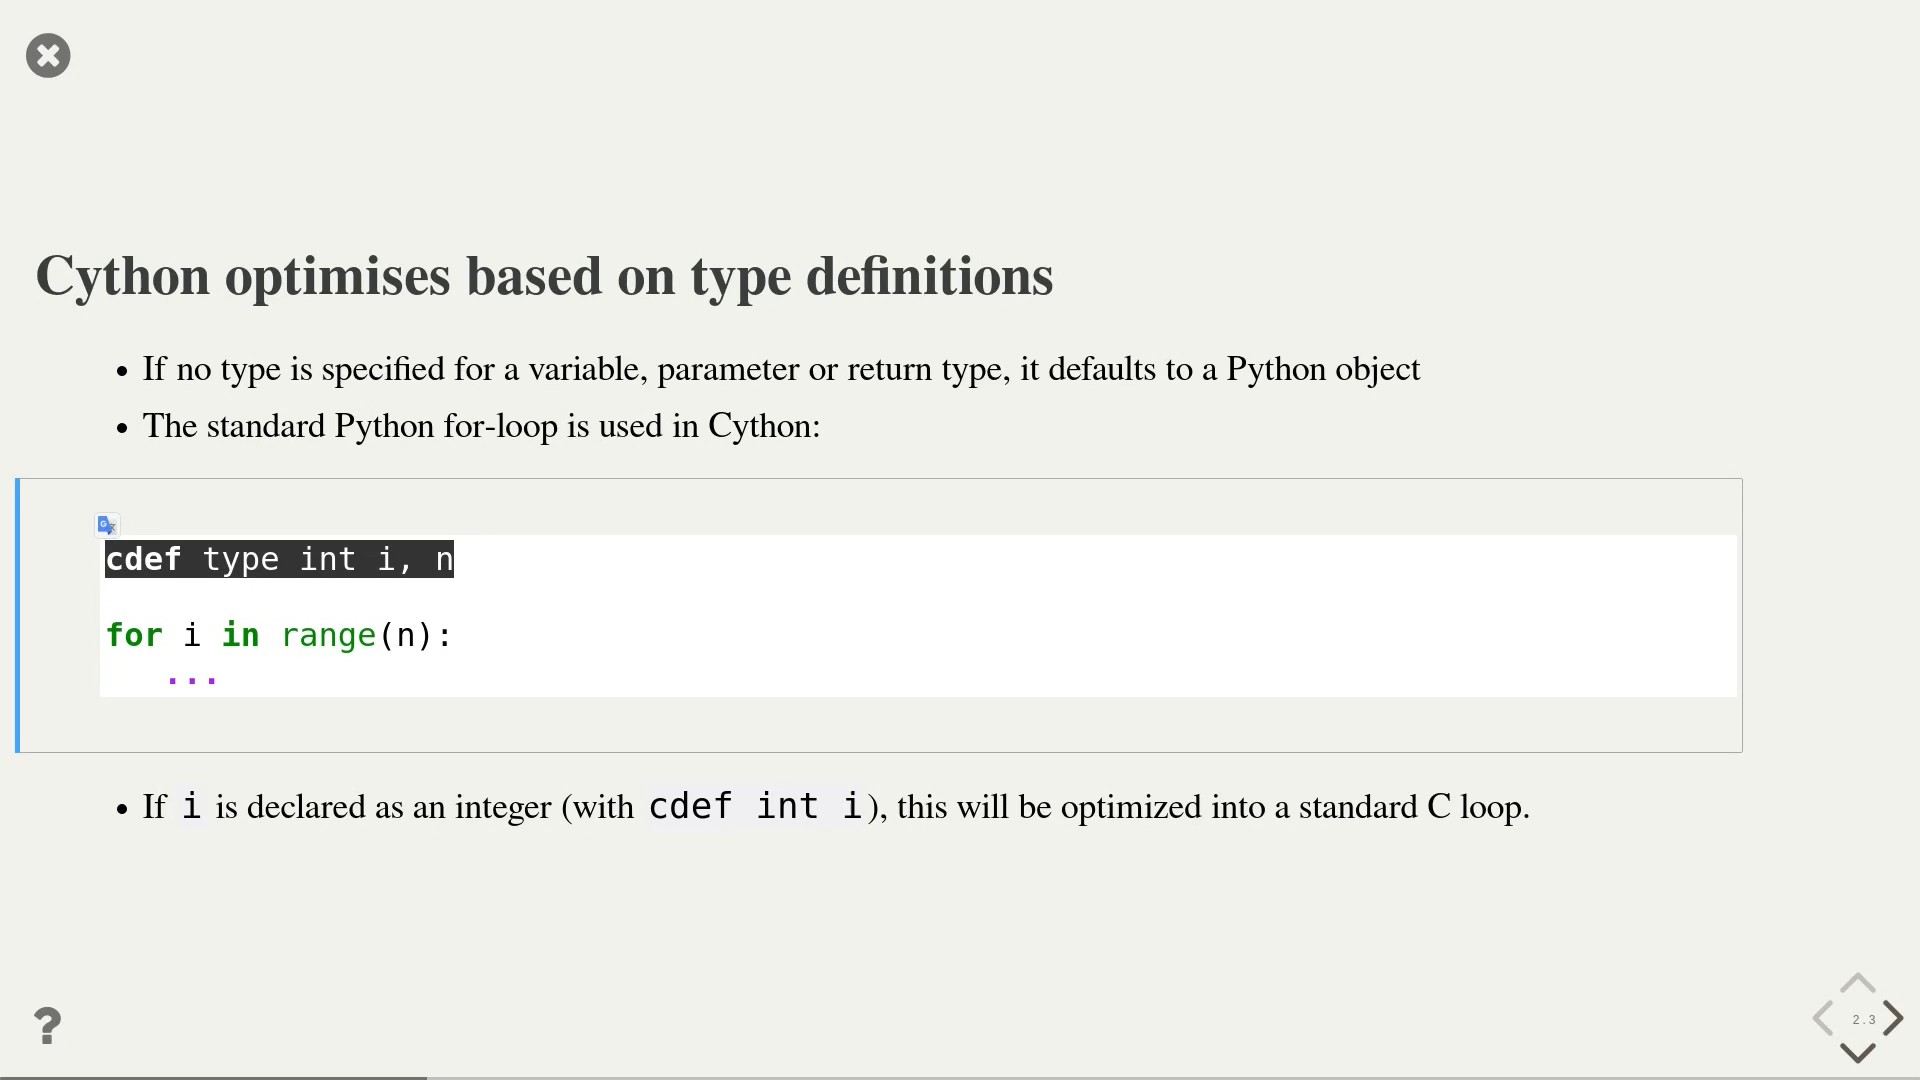 Cython optimises based on type definitions
• If no type is specified for a variable, parameter or return type, it defaults to a Python object
• The standard Python for-loop is used in Cython:
cdef type int i, n
for i in range(n):
    ...
• If i is declared as an integer (with cdef int i), this will be optimized into a standard C loop.
?
2.3